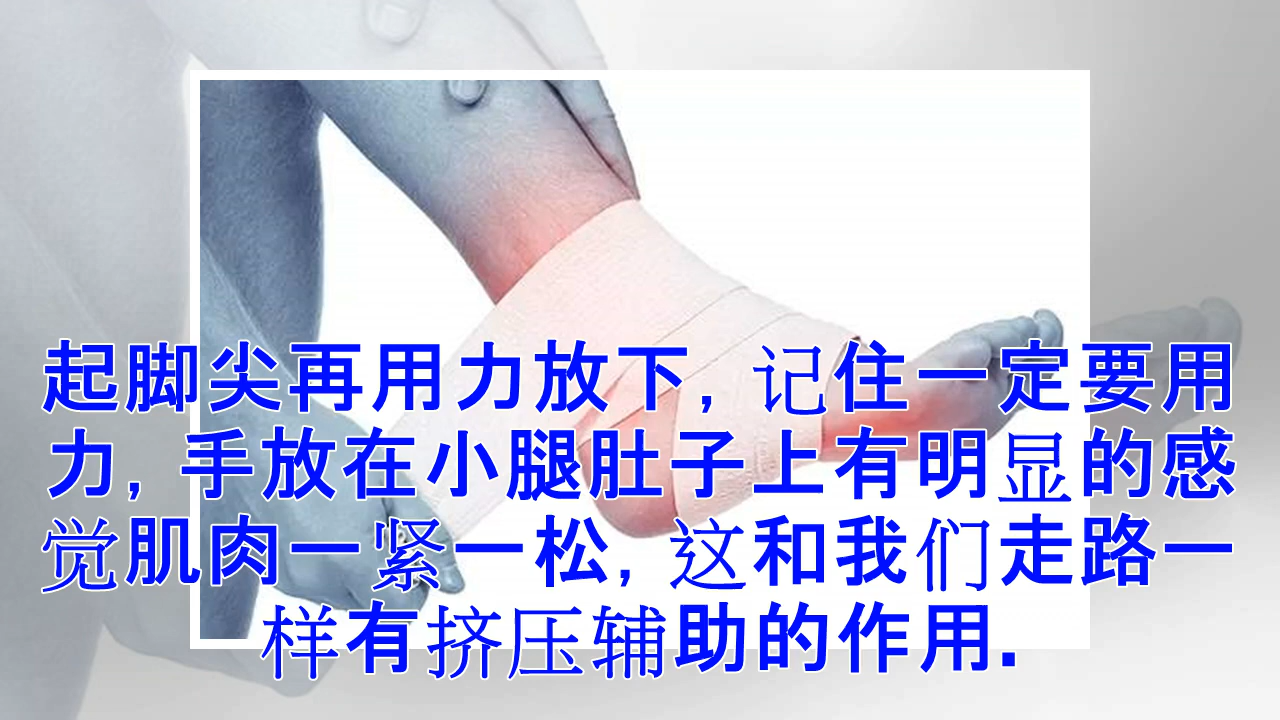 起脚尖再用力放下, 记住一定要用
力, 手放在小腿肚子上有明显的感
觉肌肉一紧一松, 这和我们走路一
样有挤压辅助的作用.